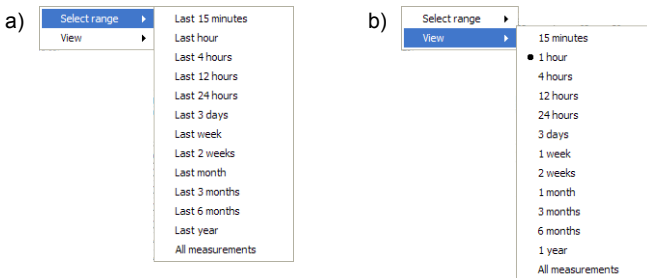 a)
Select range
View
Last 15 minutes
Last hour
Last 4 hours
Last 12 hours
Last 24 hours
Last 3 days
Last week
Last 2 weeks
Last month
Last 3 months
Last 6 months
Last year
All measurements
b)
Select range
View
15 minutes
1 hour
4 hours
12 hours
24 hours
3 days
1 week
2 weeks
1 month
3 months
6 months
1 year
All measurements